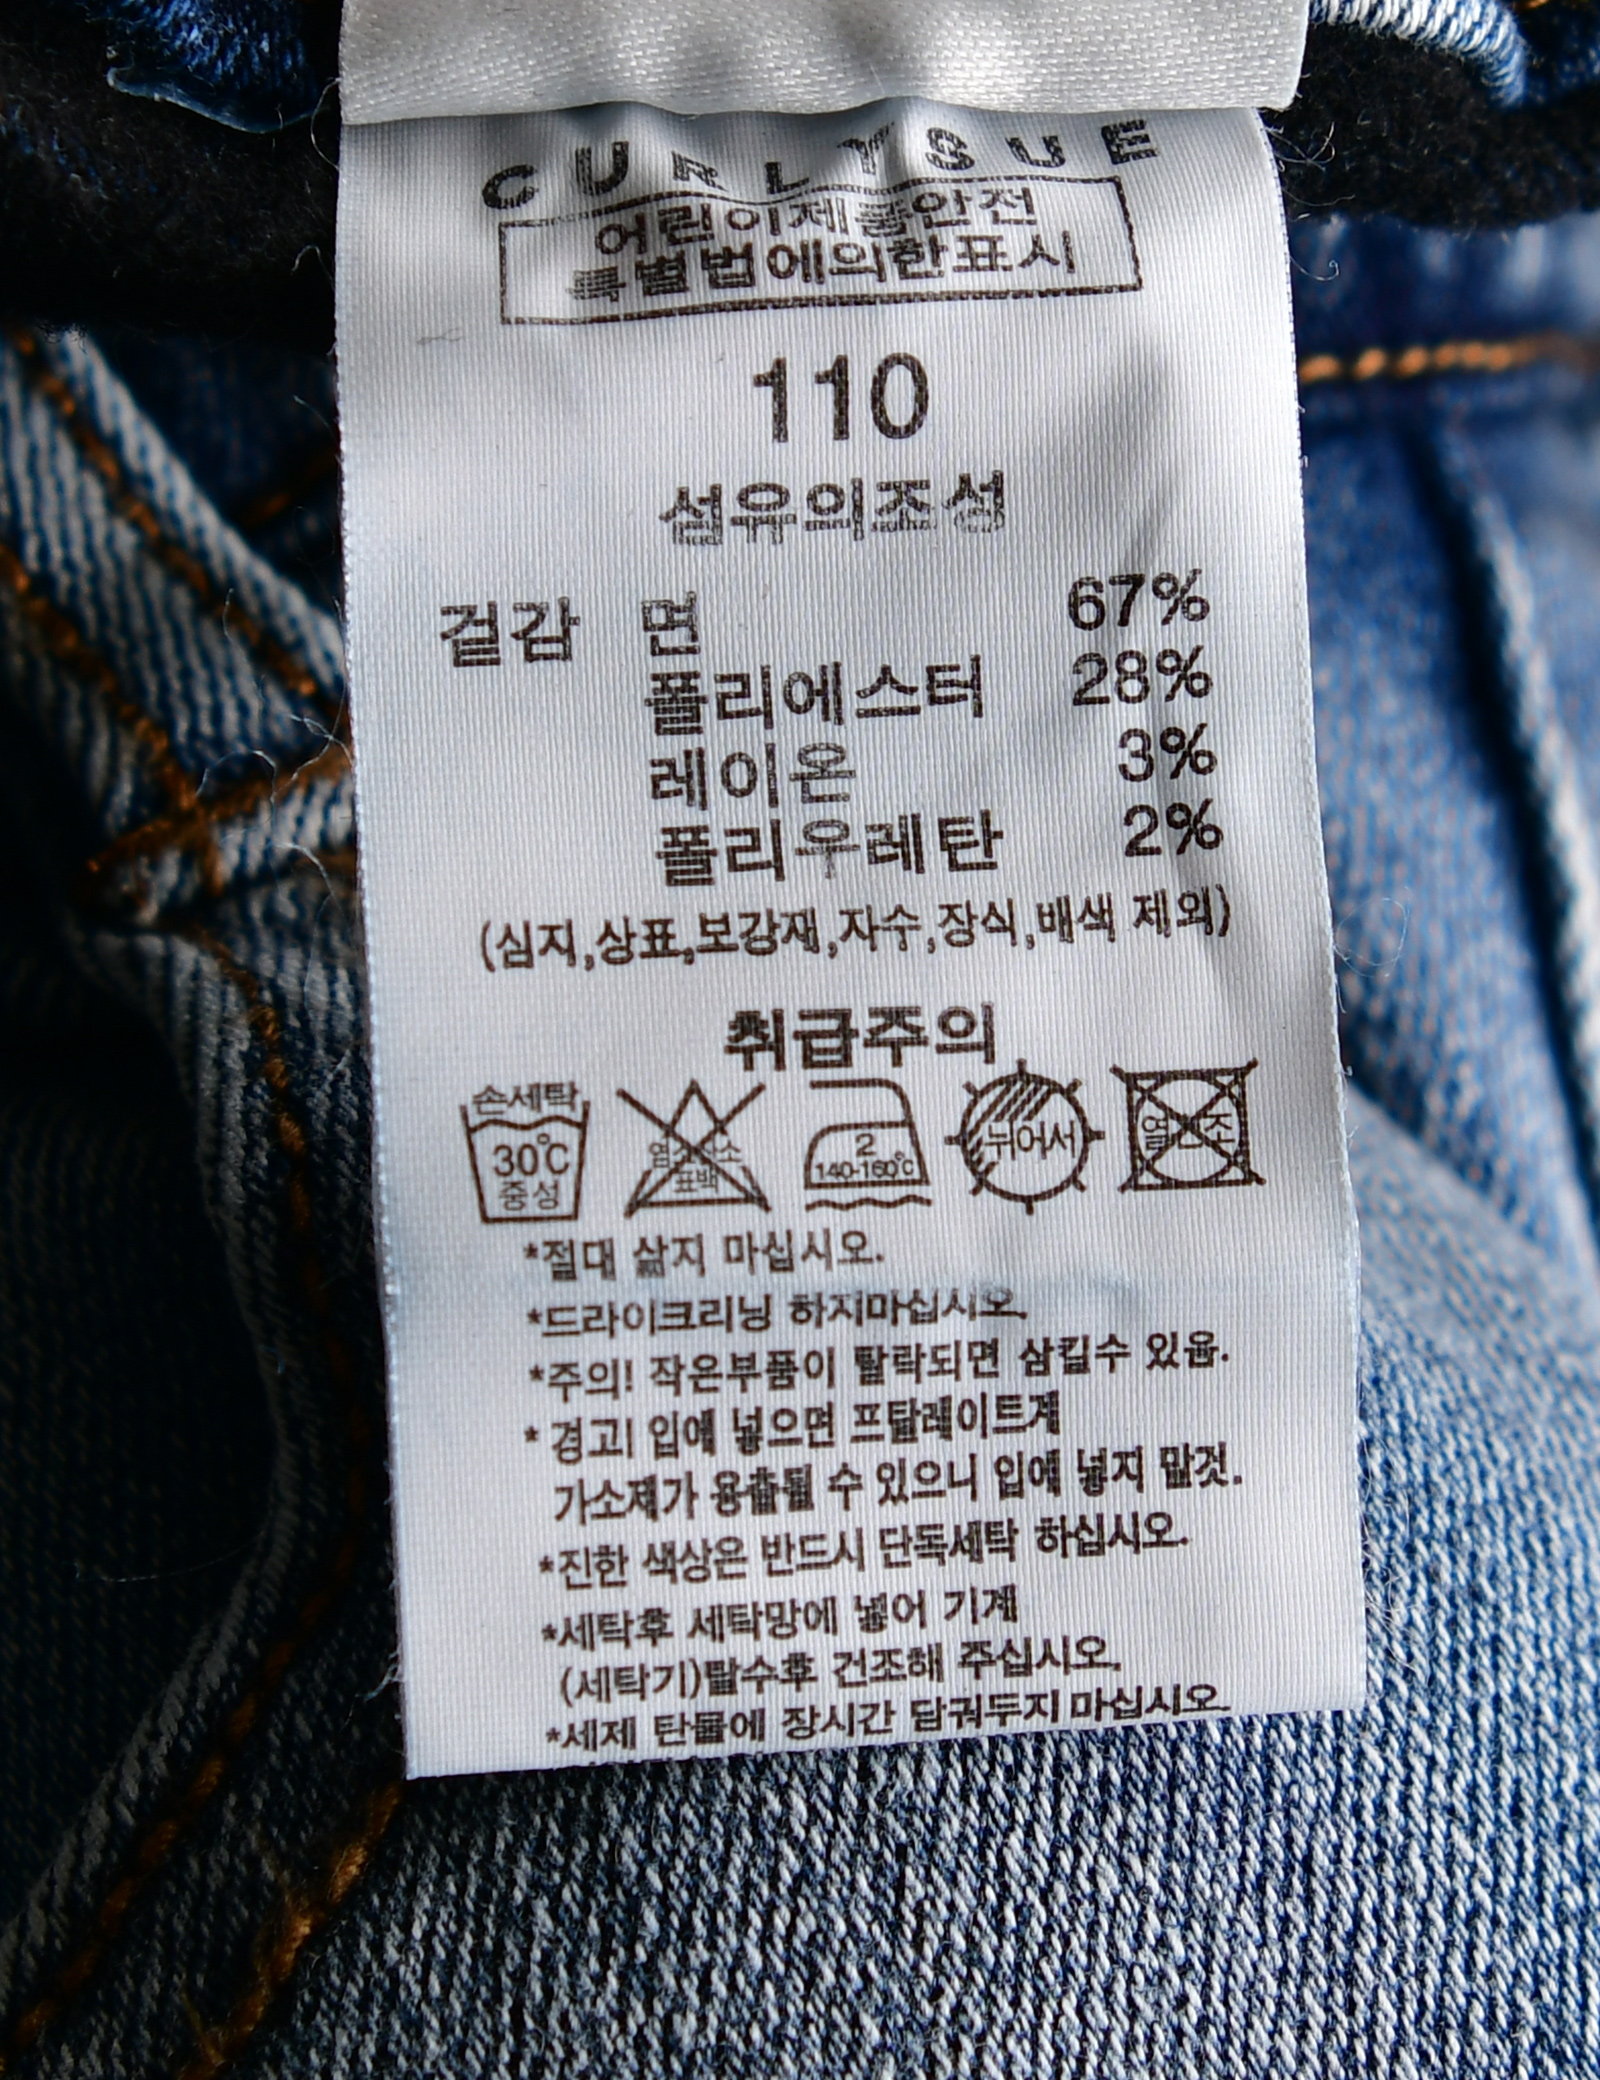 CURLYSUE
어린이제품안전
특별법에의한표시
110
섬유의조성
겉감 면 67%
폴리에스터 28%
레이온 3%
폴리우레탄 2%
(심지,상표,보강재,자수,장식,배색 제외)
취급주의
손세탁
30℃
중성
염소산소
표백
2
140-160℃
뉘어서
열건조
*절대 삶지 마십시오.
*드라이크리닝 하지마십시오.
*주의! 작은부품이 탈락되면 삼킬수 있음.
*경고! 입에 넣으면 프탈레이트계
가소제가 용출될 수 있으니 입에 넣지 말것.
*진한 색상은 반드시 단독세탁 하십시오.
*세탁후 세탁망에 넣어 기계
(세탁기)탈수후 건조해 주십시오.
*세제 탄물에 장시간 담궈두지 마십시오.